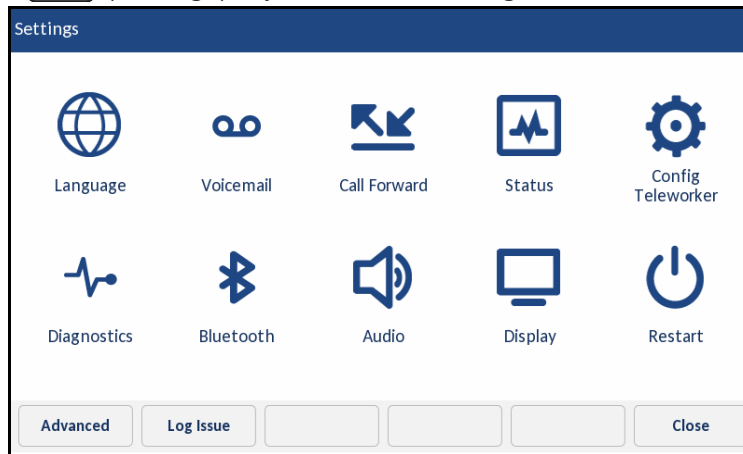 Settings
Language
Voicemail
Call Forward
Status
Config
Teleworker
Diagnostics
Bluetooth
Audio
Display
Restart
Advanced
Log Issue
Close